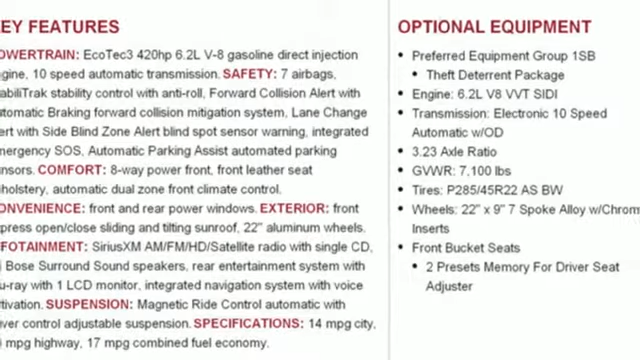 EY FEATURES
OWERTRAIN: EcoTec3 420hp 6.2L V-8 gasoline direct injection
gine, 10 speed automatic transmission. SAFETY: 7 airbags,
abiliTrak stability control with anti-roll, Forward Collision Alert with
utomatic Braking forward collision mitigation system, Lane Change
ert with Side Blind Zone Alert blind spot sensor warning, integrated
mergency SOS, Automatic Parking Assist automated parking
nsors. COMFORT: 8-way power front, front leather seat
holstery, automatic dual zone front climate control.
ONVENIENCE: front and rear power windows. EXTERIOR: front
press open/close sliding and tilting sunroof, 22" aluminum wheels.
FOTAINMENT: SiriusXM AM/FM/HD/Satellite radio with single CD,
Bose Surround Sound speakers, rear entertainment system with
u-ray with 1 LCD monitor, integrated navigation system with voice
tivation. SUSPENSION: Magnetic Ride Control automatic with
ver control adjustable suspension. SPECIFICATIONS: 14 mpg city,
mpg highway, 17 mpg combined fuel economy.
OPTIONAL EQUIPMENT
• Preferred Equipment Group 1SB
• Theft Deterrent Package
• Engine: 6.2L V8 VVT SIDI
• Transmission: Electronic 10 Speed
Automatic w/OD
• 3.23 Axle Ratio
• GVWR: 7,100 lbs
• Tires: P285/45R22 AS BW
• Wheels: 22" x 9" 7 Spoke Alloy w/Chrom
Inserts
• Front Bucket Seats
• 2 Presets Memory For Driver Seat
Adjuster